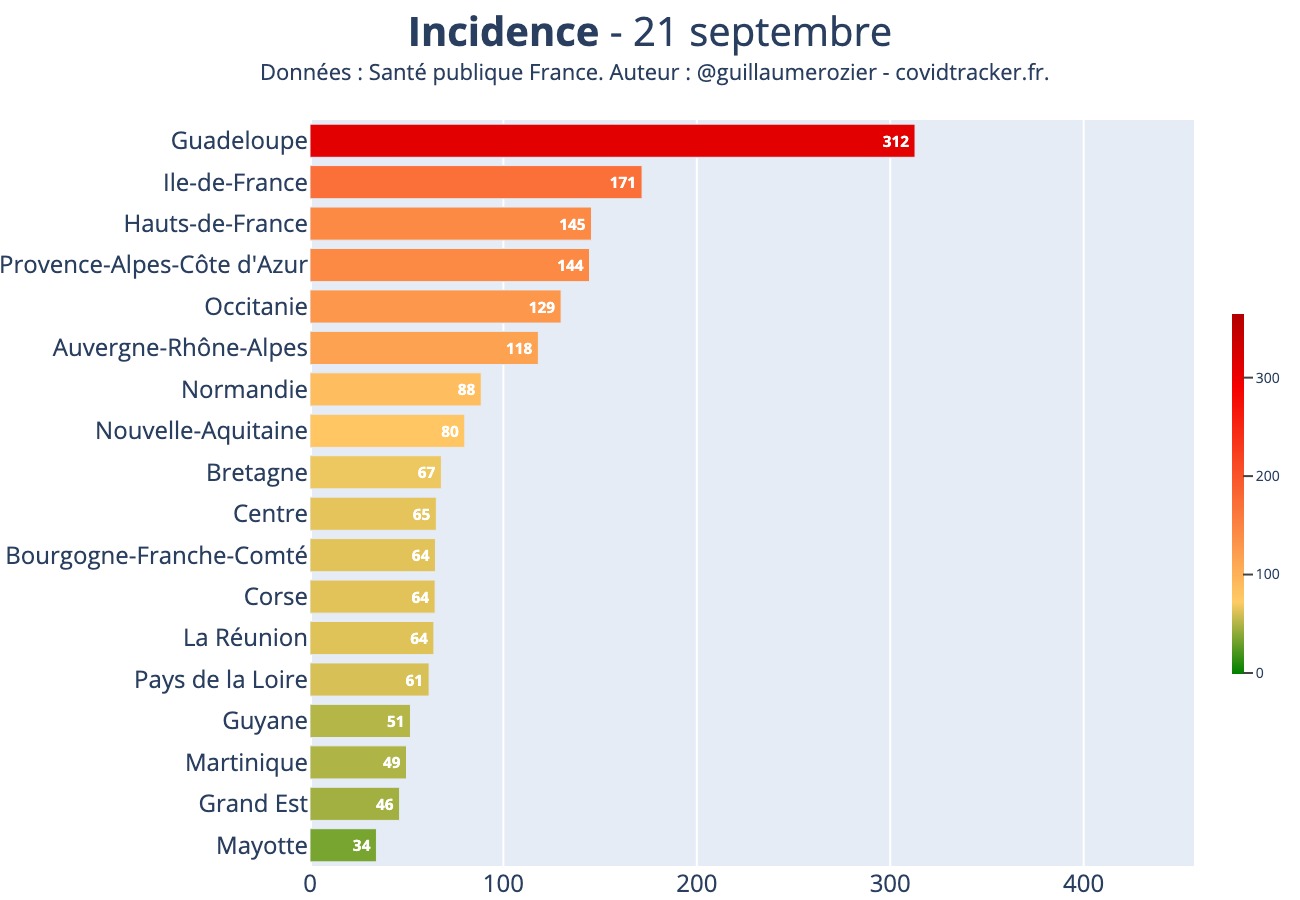 Incidence - 21 septembre
Données : Santé publique France. Auteur : @guillaumerozier - covidtracker.fr.
Guadeloupe 312
Ile-de-France 171
Hauts-de-France 145
Provence-Alpes-Côte d'Azur 144
Occitanie 129
Auvergne-Rhône-Alpes 118
Normandie 88
Nouvelle-Aquitaine 80
Bretagne 67
Centre 65
Bourgogne-Franche-Comté 64
Corse 64
La Réunion 64
Pays de la Loire 61
Guyane 51
Martinique 49
Grand Est 46
Mayotte 34
0 100 200 300 400
300
200
100
0